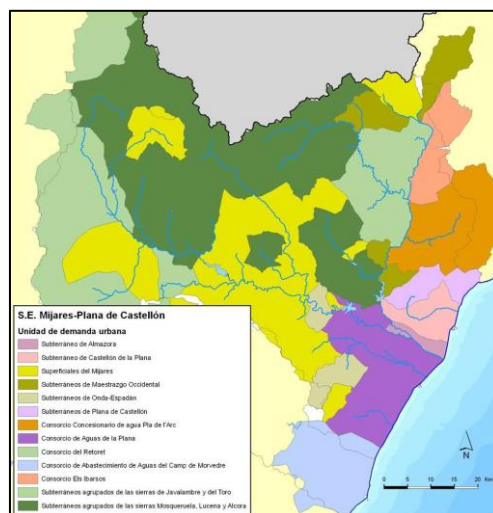 S.E. Mijares-Plana de Castellón
Unidad de demanda urbana
Subterráneo de Almazora
Subterráneo de Castellón de la Plana
Superficiales del Mijares
Subterráneos de Maestrazgo Occidental
Subterráneos de Onda-Espadán
Subterráneos de Plana de Castellón
Consorcio Concesionario de agua Pla de l'Arc
Consorcio de Aguas de la Plana
Consorcio del Retoret
Consorcio de Abastecimiento de Aguas del Camp de Morvedre
Consorcio Els Ibarsos
Subterráneos agrupados de las sierras de Javalambre y del Toro
Subterráneos agrupados de las sierras Mosqueruela, Lucena y Alcora
N
0 5 10 15 20